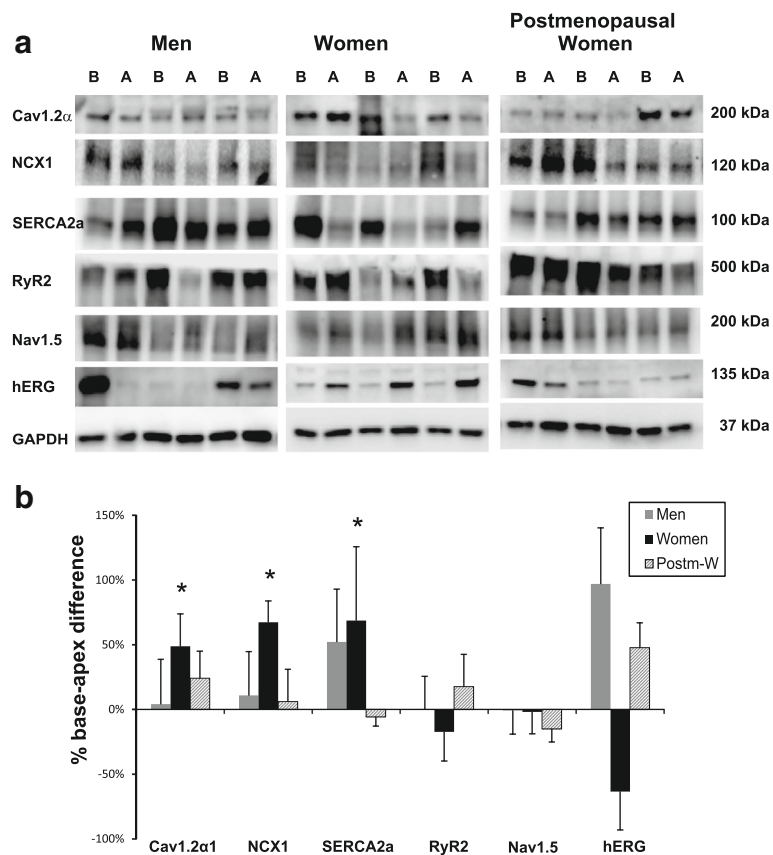 a
Men
Women
Postmenopausal
Women
B A B A B A
B A B A B A
B A B A B A
Cav1.2α
200 kDa
NCX1
120 kDa
SERCA2a
100 kDa
RyR2
500 kDa
Nav1.5
200 kDa
hERG
135 kDa
GAPDH
37 kDa
b
% base-apex difference
150%
100%
50%
0%
-50%
-100%
* * *
Men
Women
Postm-W
Cav1.2α1 NCX1 SERCA2a RyR2 Nav1.5 hERG